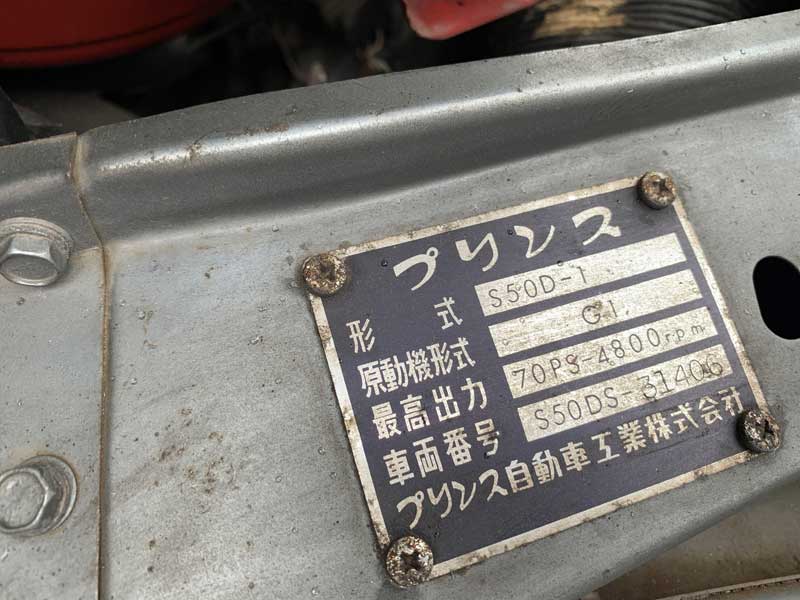 プリンス
形式 S50D-1
原動機形式 G1
最高出力 70PS-4800rpm
車両番号 S50DS-31406
プリンス自動車工業株式会社